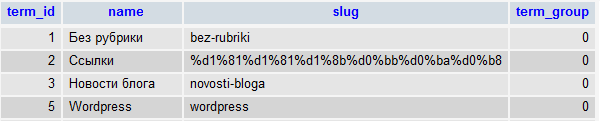 term_id name slug term_group
1 Без рубрики bez-rubriki 0
2 Ссылки %d1%81%d1%81%d1%8b%d0%bb%d0%ba%d0%b8 0
3 Новости блога novosti-bloga 0
5 Wordpress wordpress 0